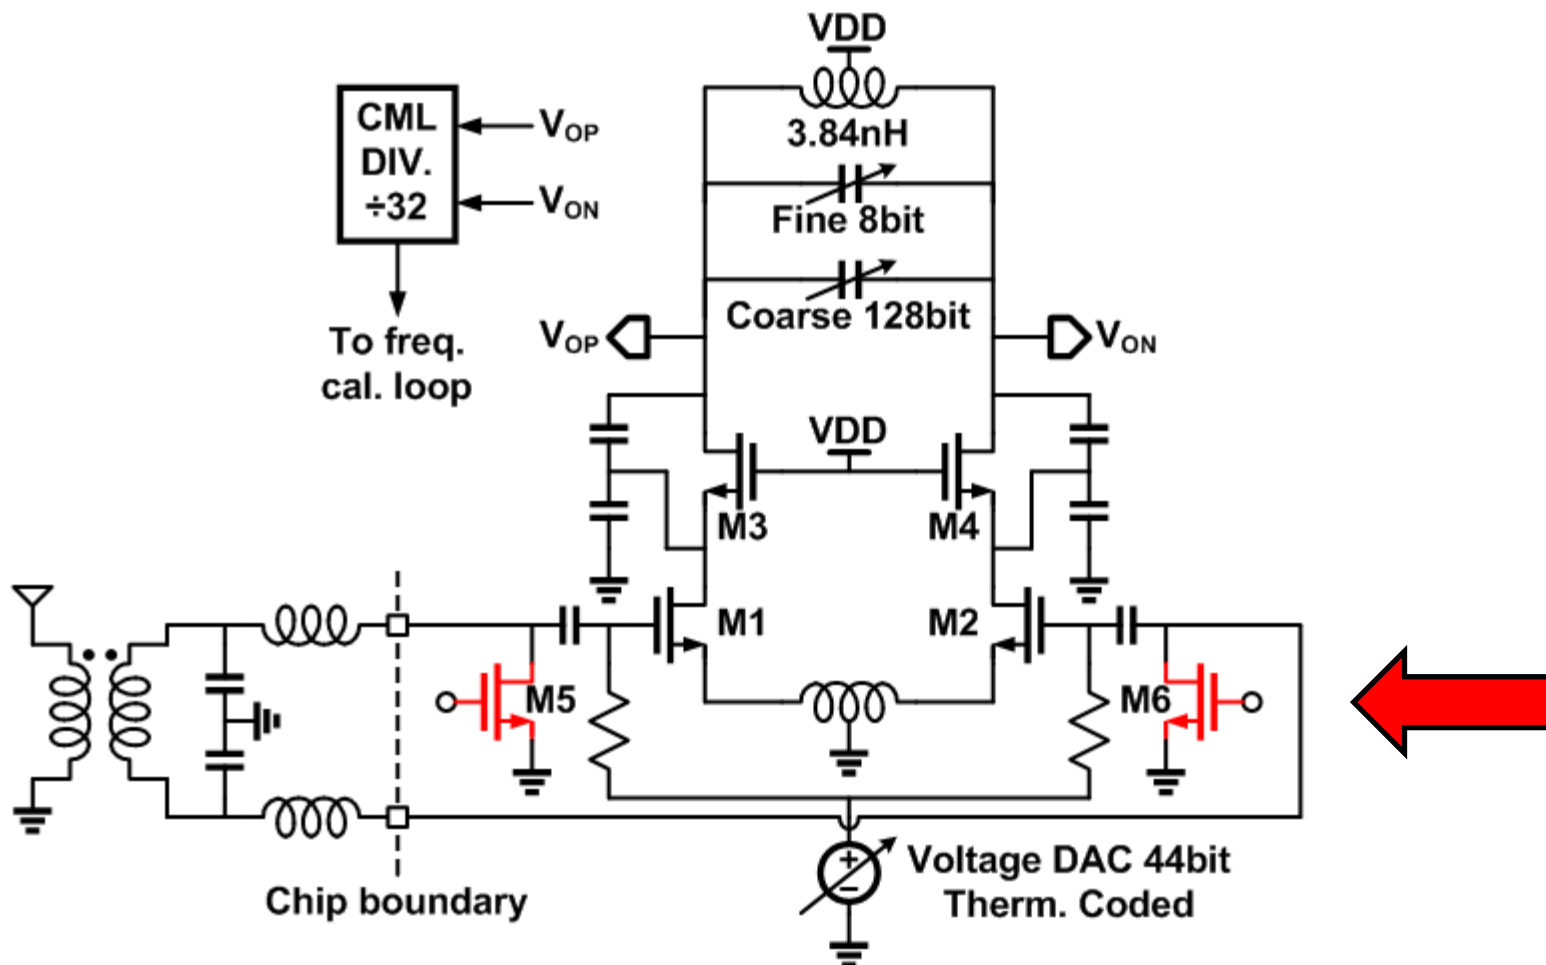 VDD
CML
DIV.
÷32
VOP
VON
3.84nH
Fine 8bit
Coarse 128bit
To freq.
cal. loop
VOP
VON
VDD
M3
M4
M1
M2
M5
M6
Chip boundary
Voltage DAC 44bit
Therm. Coded